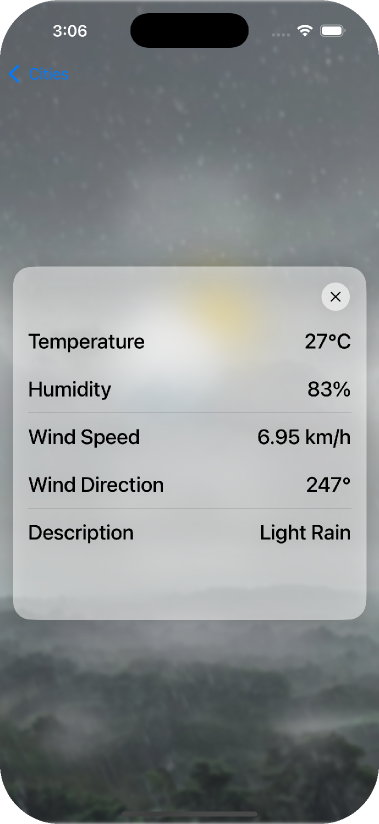 3:06
Cities
Temperature 27°C
Humidity 83%
Wind Speed 6.95 km/h
Wind Direction 247°
Description Light Rain